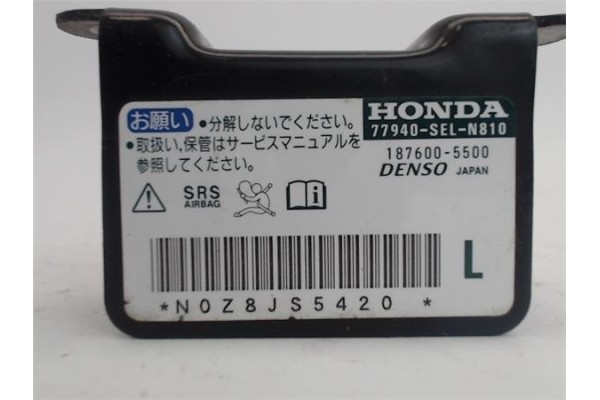 お願い
・分解しないでください。
・取扱い、保管はサービスマニュアルを
参照してください。
HONDA
77940-SEL-N810
187600-5500
DENSO JAPAN
SRS
AIRBAG
L
*N0Z8JS5420*